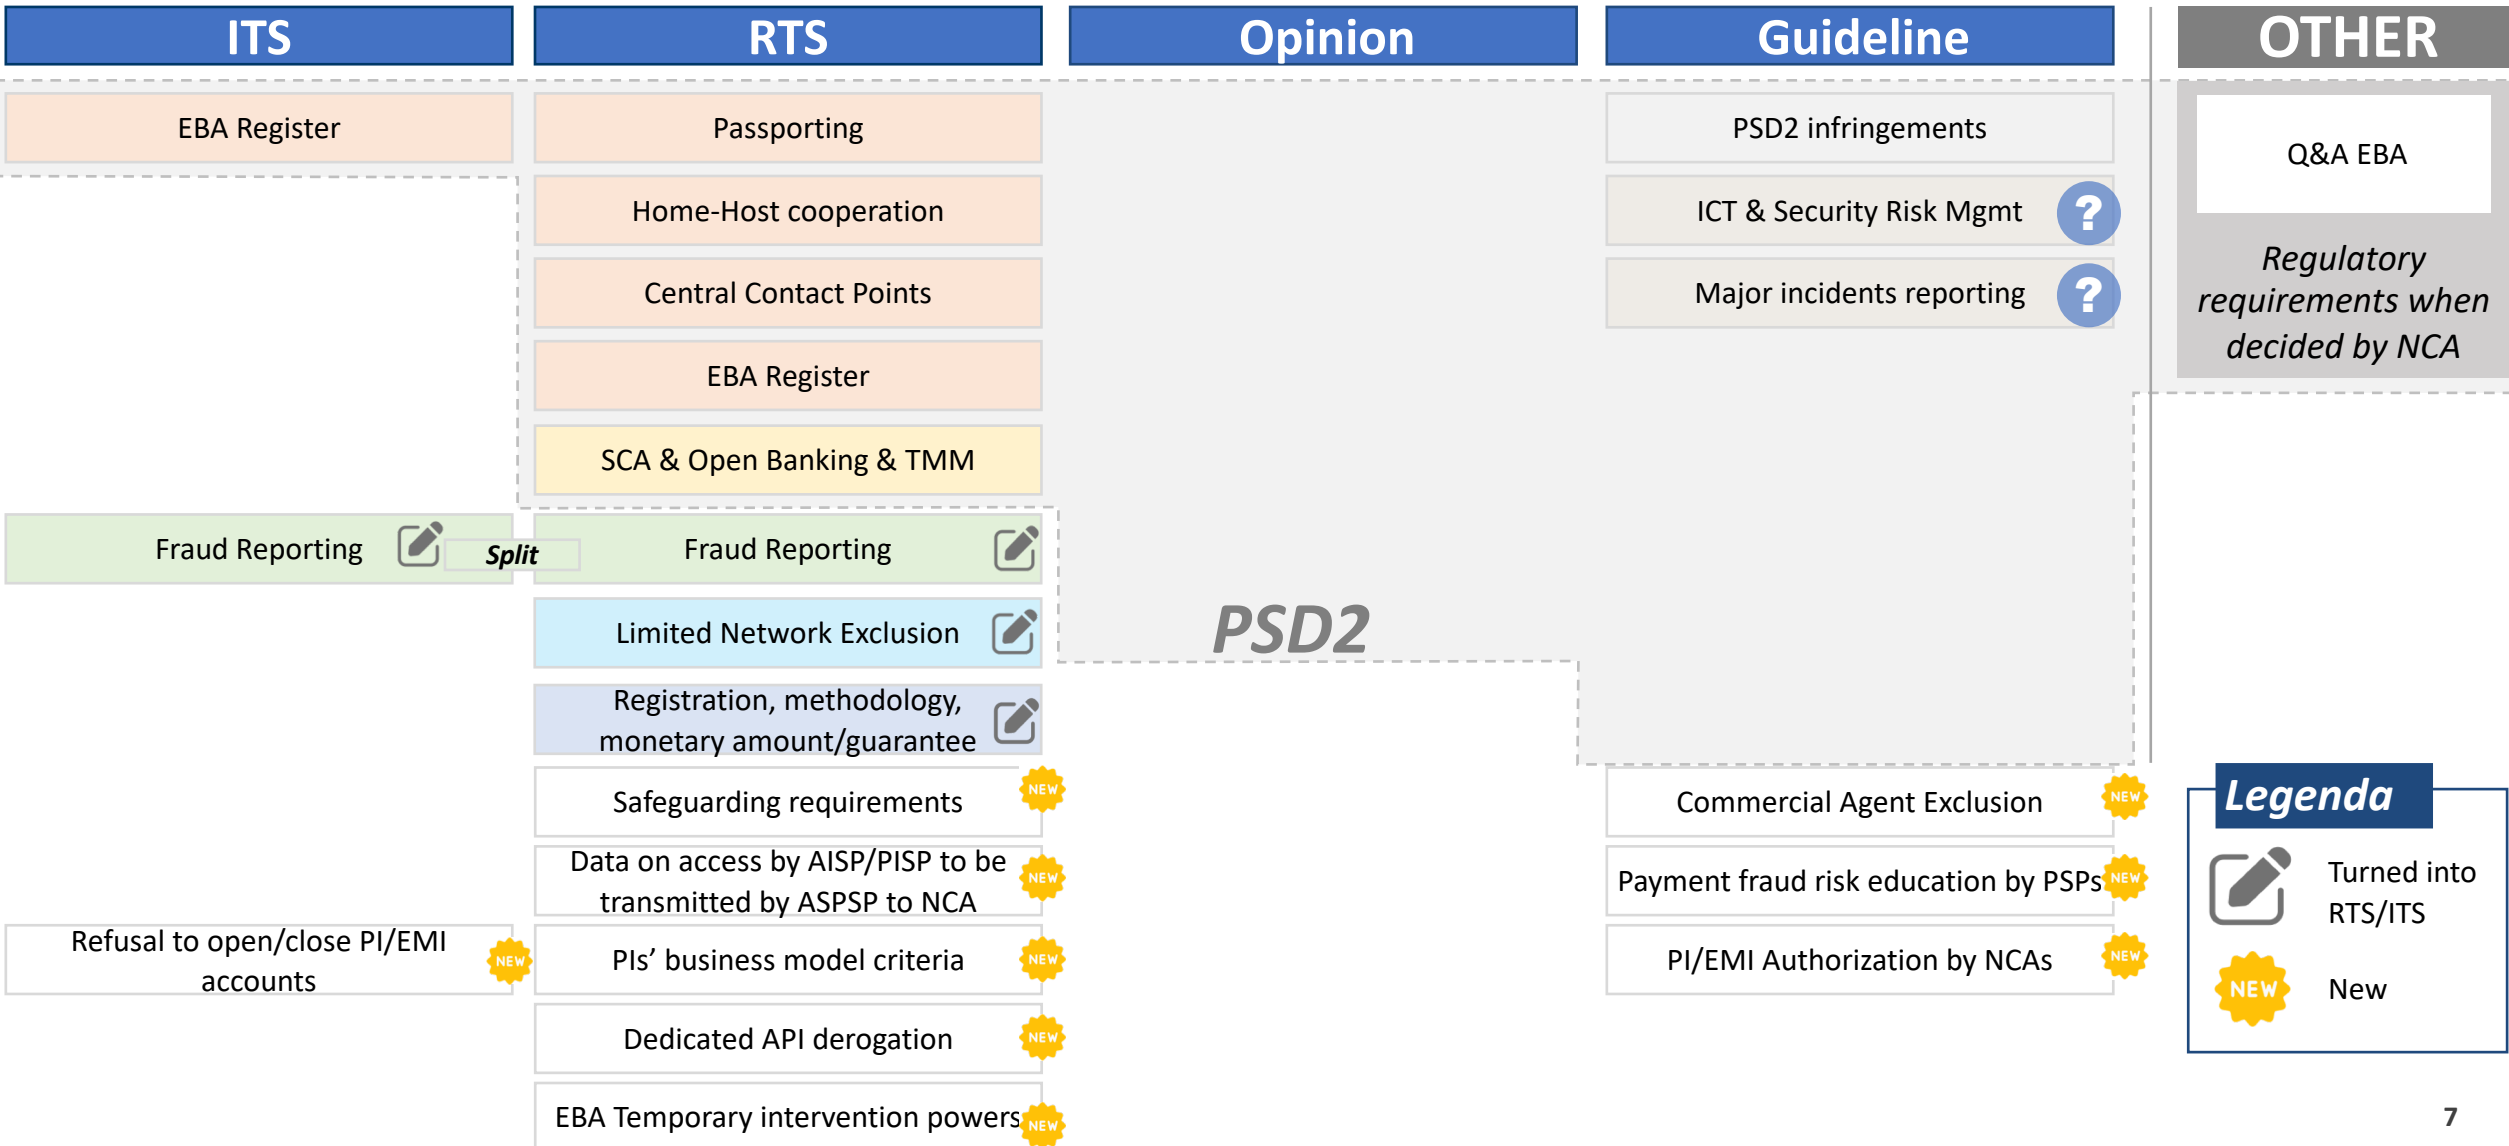 ITS
RTS
Opinion
Guideline
OTHER
EBA Register
Passporting
PSD2 infringements
Q&A EBA
Home-Host cooperation
ICT & Security Risk Mgmt
?
Regulatory
requirements when
decided by NCA
Central Contact Points
Major incidents reporting
?
EBA Register
SCA & Open Banking & TMM
Fraud Reporting
Split
Fraud Reporting
Limited Network Exclusion
PSD2
Registration, methodology,
monetary amount/guarantee
Safeguarding requirements
NEW
Commercial Agent Exclusion
NEW
Data on access by AISP/PISP to be
transmitted by ASPSP to NCA
NEW
Payment fraud risk education by PSPs
NEW
Refusal to open/close PI/EMI
accounts
NEW
PIs’ business model criteria
NEW
PI/EMI Authorization by NCAs
NEW
Dedicated API derogation
NEW
EBA Temporary intervention powers
NEW
Legenda
Turned into
RTS/ITS
NEW
New
7